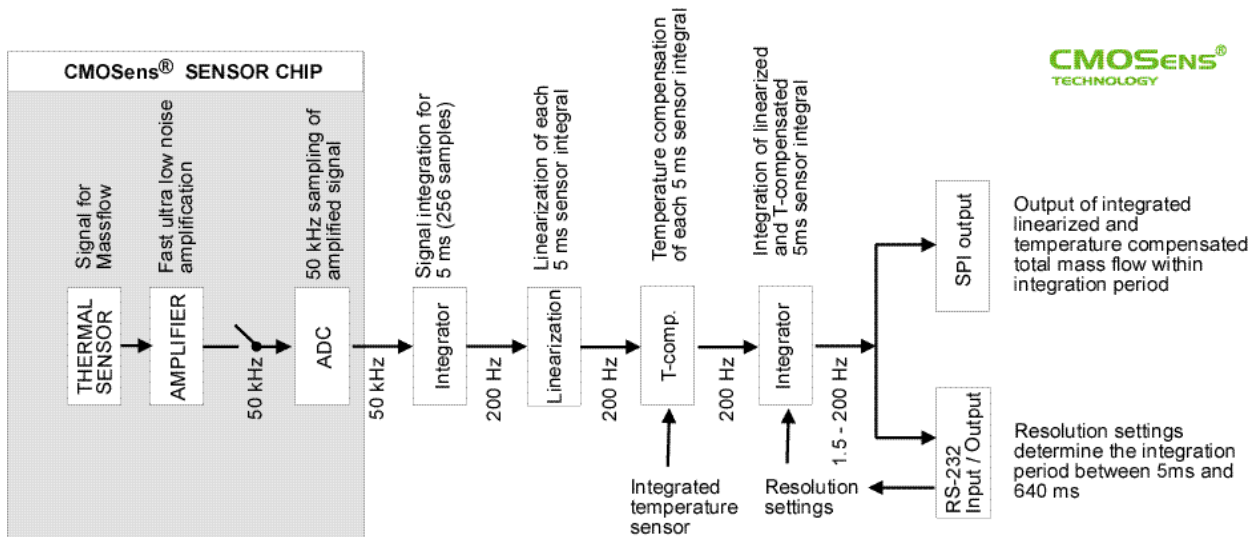 CMOSens® SENSOR CHIP
CMOSENS®
TECHNOLOGY
Signal for
Massflow
Fast ultra low noise
amplification
50 kHz sampling of
amplified signal
Signal integration for
5 ms (256 samples)
Linearization of each
5 ms sensor integral
Temperature compensation
of each 5 ms sensor integral
Integration of linearized
and T-compensated
5ms sensor integral
THERMAL
SENSOR
AMPLIFIER
50 kHz
ADC
50 kHz
Integrator
200 Hz
Linearization
200 Hz
T-comp.
200 Hz
Integrator
1.5 - 200 Hz
SPI output
Output of integrated
linearized and
temperature compensated
total mass flow within
integration period
RS-232
Input / Output
Resolution settings
determine the integration
period between 5ms and
640 ms
Integrated
temperature
sensor
Resolution
settings